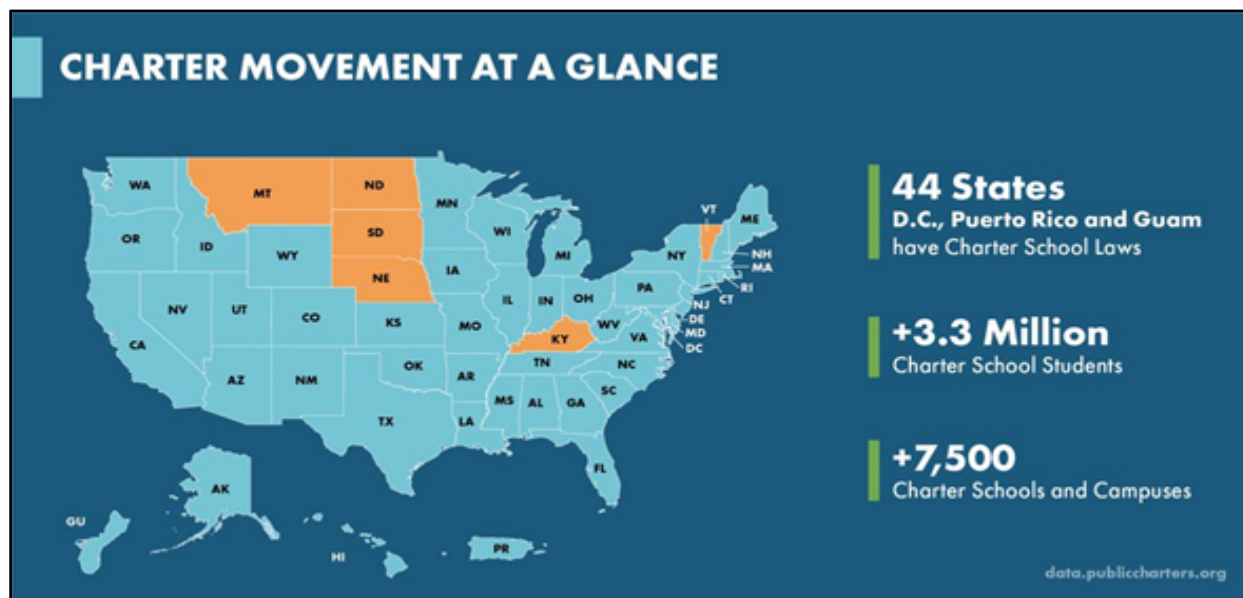 CHARTER MOVEMENT AT A GLANCE
WA
MT
ND
MN
VT
ME
OR
ID
SD
WI
NY
NH
WY
MI
MA
IA
NE
PA
RI
CT
NV
UT
IL
IN
OH
NJ
CO
KS
MO
WV
DE
CA
KY
VA
MD
DC
OK
TN
NC
AZ
NM
AR
SC
MS
AL
GA
TX
LA
FL
AK
GU
HI
PR
44 States
D.C., Puerto Rico and Guam
have Charter School Laws
+3.3 Million
Charter School Students
+7,500
Charter Schools and Campuses
data.publiccharters.org